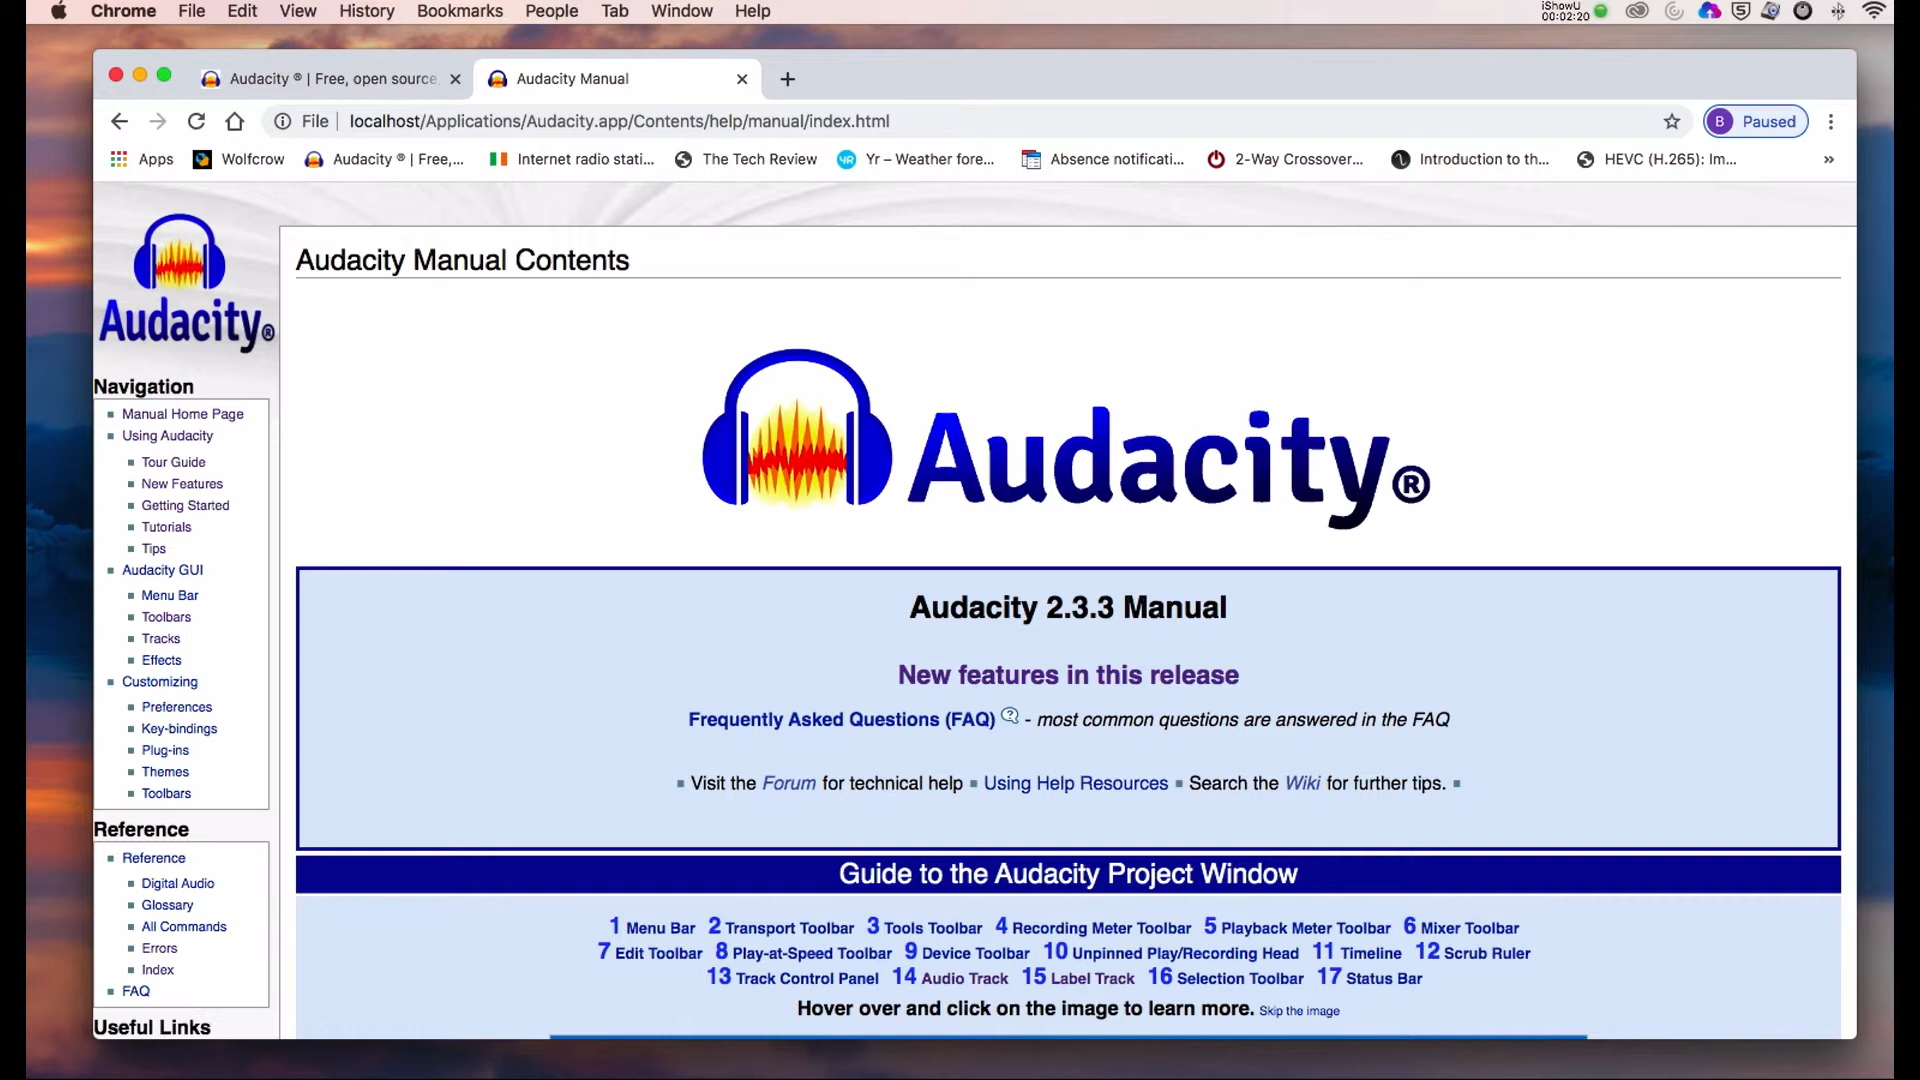 Chrome File Edit View History Bookmarks People Tab Window Help
iShowU
00:02:20
Audacity ® | Free, open source,
Audacity Manual
File localhost/Applications/Audacity.app/Contents/help/manual/index.html
B Paused
Apps Wolfcrow Audacity ® | Free,... Internet radio stati... The Tech Review Yr – Weather fore... Absence notificati... 2-Way Crossover... Introduction to th... HEVC (H.265): Im...
Audacity®
Navigation
Manual Home Page
Using Audacity
Tour Guide
New Features
Getting Started
Tutorials
Tips
Audacity GUI
Menu Bar
Toolbars
Tracks
Effects
Customizing
Preferences
Key-bindings
Plug-ins
Themes
Toolbars
Reference
Reference
Digital Audio
Glossary
All Commands
Errors
Index
FAQ
Useful Links
Audacity Manual Contents
Audacity®
Audacity 2.3.3 Manual
New features in this release
Frequently Asked Questions (FAQ) - most common questions are answered in the FAQ
Visit the Forum for technical help Using Help Resources Search the Wiki for further tips.
Guide to the Audacity Project Window
1 Menu Bar 2 Transport Toolbar 3 Tools Toolbar 4 Recording Meter Toolbar 5 Playback Meter Toolbar 6 Mixer Toolbar
7 Edit Toolbar 8 Play-at-Speed Toolbar 9 Device Toolbar 10 Unpinned Play/Recording Head 11 Timeline 12 Scrub Ruler
13 Track Control Panel 14 Audio Track 15 Label Track 16 Selection Toolbar 17 Status Bar
Hover over and click on the image to learn more. Skip the image